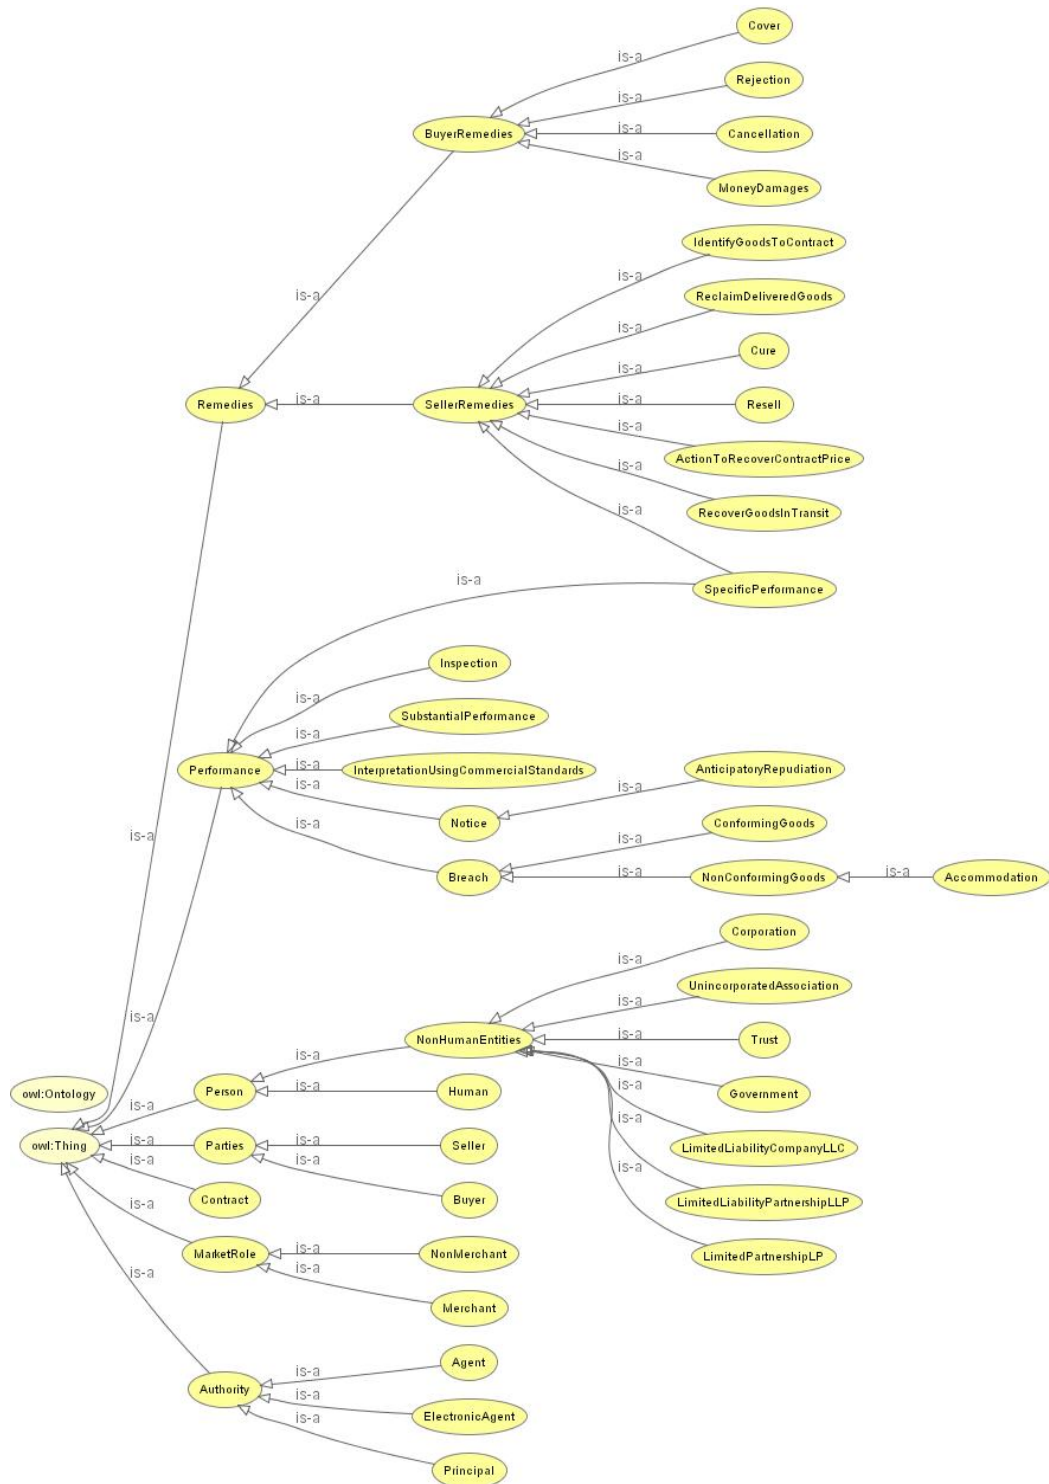 Cover
is-a
Rejection
is-a
BuyerRemedies
is-a
Cancellation
is-a
MoneyDamages
IdentifyGoodsToContract
is-a
is-a
ReclaimDeliveredGoods
is-a
Cure
is-a
Remedies
is-a
SellerRemedies
is-a
Resell
is-a
ActionToRecoverContractPrice
is-a
RecoverGoodsInTransit
is-a
is-a
SpecificPerformance
Inspection
is-a
SubstantialPerformance
is-a
Performance
is-a
InterpretationUsingCommercialStandards
AnticipatoryRepudiation
is-a
is-a
Notice
ConformingGoods
is-a
is-a
is-a
Breach
is-a
NonConformingGoods
is-a
Accommodation
Corporation
is-a
UnincorporatedAssociation
is-a
is-a
NonHumanEntities
is-a
Trust
is-a
is-a
Government
owl:Ontology
Person
is-a
Human
is-a
is-a
owl:Thing
is-a
Parties
is-a
Seller
is-a
LimitedLiabilityCompanyLLC
is-a
is-a
Contract
is-a
Buyer
LimitedLiabilityPartnershipLLP
is-a
MarketRole
is-a
NonMerchant
LimitedPartnershipLP
is-a
is-a
Merchant
Agent
is-a
Authority
is-a
ElectronicAgent
is-a
Principal